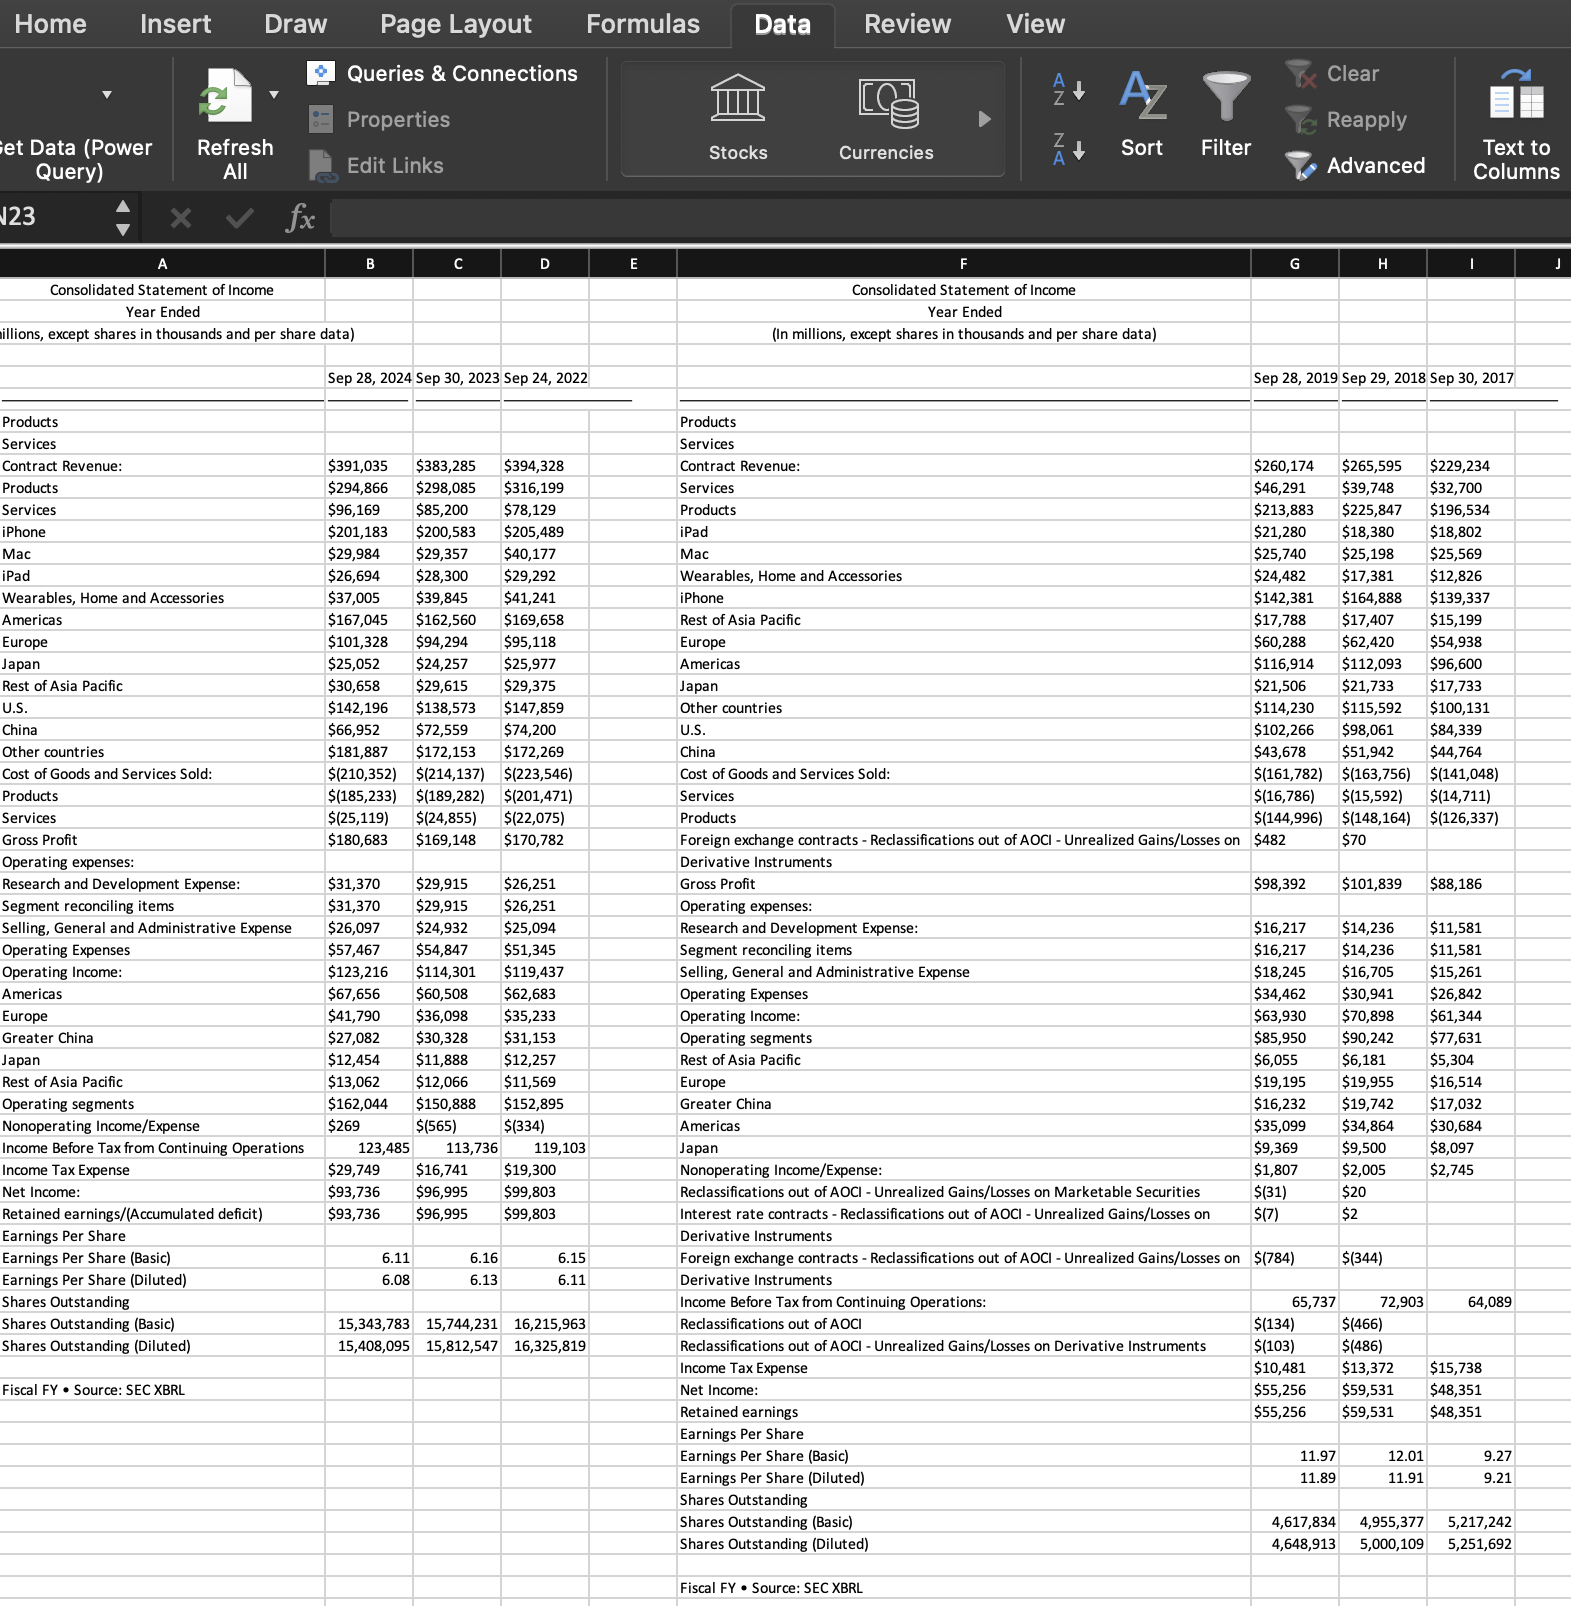 Home Insert Draw Page Layout Formulas Data Review View
Queries & Connections
Properties
Edit Links
Data (Power
Query)
Refresh
All
Stocks
Currencies
A
Z
Z
A
AZ
Sort
Filter
Clear
Reapply
Advanced
Text to
Columns
fx
A B C D E F G H I J
Consolidated Statement of Income Consolidated Statement of Income
Year Ended Year Ended
except shares in thousands and per share data) (In millions, except shares in thousands and per share data)
Sep 28, 2024 Sep 30, 2023 Sep 24, 2022 Sep 28, 2019 Sep 29, 2018 Sep 30, 2017
Products Products
Services Services
Contract Revenue: $391,035 $383,285 $394,328 Contract Revenue: $260,174 $265,595 $229,234
Products $294,866 $298,085 $316,199 Services $46,291 $39,748 $32,700
Services $96,169 $85,200 $78,129 Products $213,883 $225,847 $196,534
iPhone $201,183 $200,583 $205,489 iPad $21,280 $18,380 $18,802
Mac $29,984 $29,357 $40,177 Mac $25,740 $25,198 $25,569
iPad $26,694 $28,300 $29,292 Wearables, Home and Accessories $24,482 $17,381 $12,826
Wearables, Home and Accessories $37,005 $39,845 $41,241 iPhone $142,381 $164,888 $139,337
Americas $167,045 $162,560 $169,658 Rest of Asia Pacific $17,788 $17,407 $15,199
Europe $101,328 $94,294 $95,118 Europe $60,288 $62,420 $54,938
Japan $25,052 $24,257 $25,977 Americas $116,914 $112,093 $96,600
Rest of Asia Pacific $30,658 $29,615 $29,375 Japan $21,506 $21,733 $17,733
U.S. $142,196 $138,573 $147,859 Other countries $114,230 $115,592 $100,131
China $66,952 $72,559 $74,200 U.S. $102,266 $98,061 $84,339
Other countries $181,887 $172,153 $172,269 China $43,678 $51,942 $44,764
Cost of Goods and Services Sold: $(210,352) $(214,137) $(223,546) Cost of Goods and Services Sold: $(161,782) $(163,756) $(141,048)
Products $(185,233) $(189,282) $(201,471) Services $(16,786) $(15,592) $(14,711)
Services $(25,119) $(24,855) $(22,075) Products $(144,996) $(148,164) $(126,337)
Gross Profit $180,683 $169,148 $170,782 Foreign exchange contracts - Reclassifications out of AOCI - Unrealized Gains/Losses on $482 $70
Operating expenses: Derivative Instruments
Research and Development Expense: $31,370 $29,915 $26,251 Gross Profit $98,392 $101,839 $88,186
Segment reconciling items $31,370 $29,915 $26,251 Operating expenses:
Selling, General and Administrative Expense $26,097 $24,932 $25,094 Research and Development Expense: $16,217 $14,236 $11,581
Operating Expenses $57,467 $54,847 $51,345 Segment reconciling items $16,217 $14,236 $11,581
Operating Income: $123,216 $114,301 $119,437 Selling, General and Administrative Expense $18,245 $16,705 $15,261
Americas $67,656 $60,508 $62,683 Operating Expenses $34,462 $30,941 $26,842
Europe $41,790 $36,098 $35,233 Operating Income: $63,930 $70,898 $61,344
Greater China $27,082 $30,328 $31,153 Operating segments $85,950 $90,242 $77,631
Japan $12,454 $11,888 $12,257 Rest of Asia Pacific $6,055 $6,181 $5,304
Rest of Asia Pacific $13,062 $12,066 $11,569 Europe $19,195 $19,955 $16,514
Operating segments $162,044 $150,888 $152,895 Greater China $16,232 $19,742 $17,032
Nonoperating Income/Expense $269 $(565) $(334) Americas $35,099 $34,864 $30,684
Income Before Tax from Continuing Operations 123,485 113,736 119,103 Japan $9,369 $9,500 $8,097
Income Tax Expense $29,749 $16,741 $19,300 Nonoperating Income/Expense: $1,807 $2,005 $2,745
Net Income: $93,736 $96,995 $99,803 Reclassifications out of AOCI - Unrealized Gains/Losses on Marketable Securities $(31) $20
Retained earnings/(Accumulated deficit) $93,736 $96,995 $99,803 Interest rate contracts - Reclassifications out of AOCI - Unrealized Gains/Losses on $(7) $2
Earnings Per Share Derivative Instruments
Earnings Per Share (Basic) 6.11 6.16 6.15 Foreign exchange contracts - Reclassifications out of AOCI - Unrealized Gains/Losses on $(784) $(344)
Earnings Per Share (Diluted) 6.08 6.13 6.11 Derivative Instruments
Shares Outstanding Income Before Tax from Continuing Operations: 65,737 72,903 64,089
Shares Outstanding (Basic) 15,343,783 15,744,231 16,215,963 Reclassifications out of AOCI $(134) $(466)
Shares Outstanding (Diluted) 15,408,095 15,812,547 16,325,819 Reclassifications out of AOCI - Unrealized Gains/Losses on Derivative Instruments $(103) $(486)
Income Tax Expense $10,481 $13,372 $15,738
Fiscal FY • Source: SEC XBRL Net Income: $55,256 $59,531 $48,351
Retained earnings $55,256 $59,531 $48,351
Earnings Per Share
Earnings Per Share (Basic) 11.97 12.01 9.27
Earnings Per Share (Diluted) 11.89 11.91 9.21
Shares Outstanding
Shares Outstanding (Basic) 4,617,834 4,955,377 5,217,242
Shares Outstanding (Diluted) 4,648,913 5,000,109 5,251,692
Fiscal FY • Source: SEC XBRL